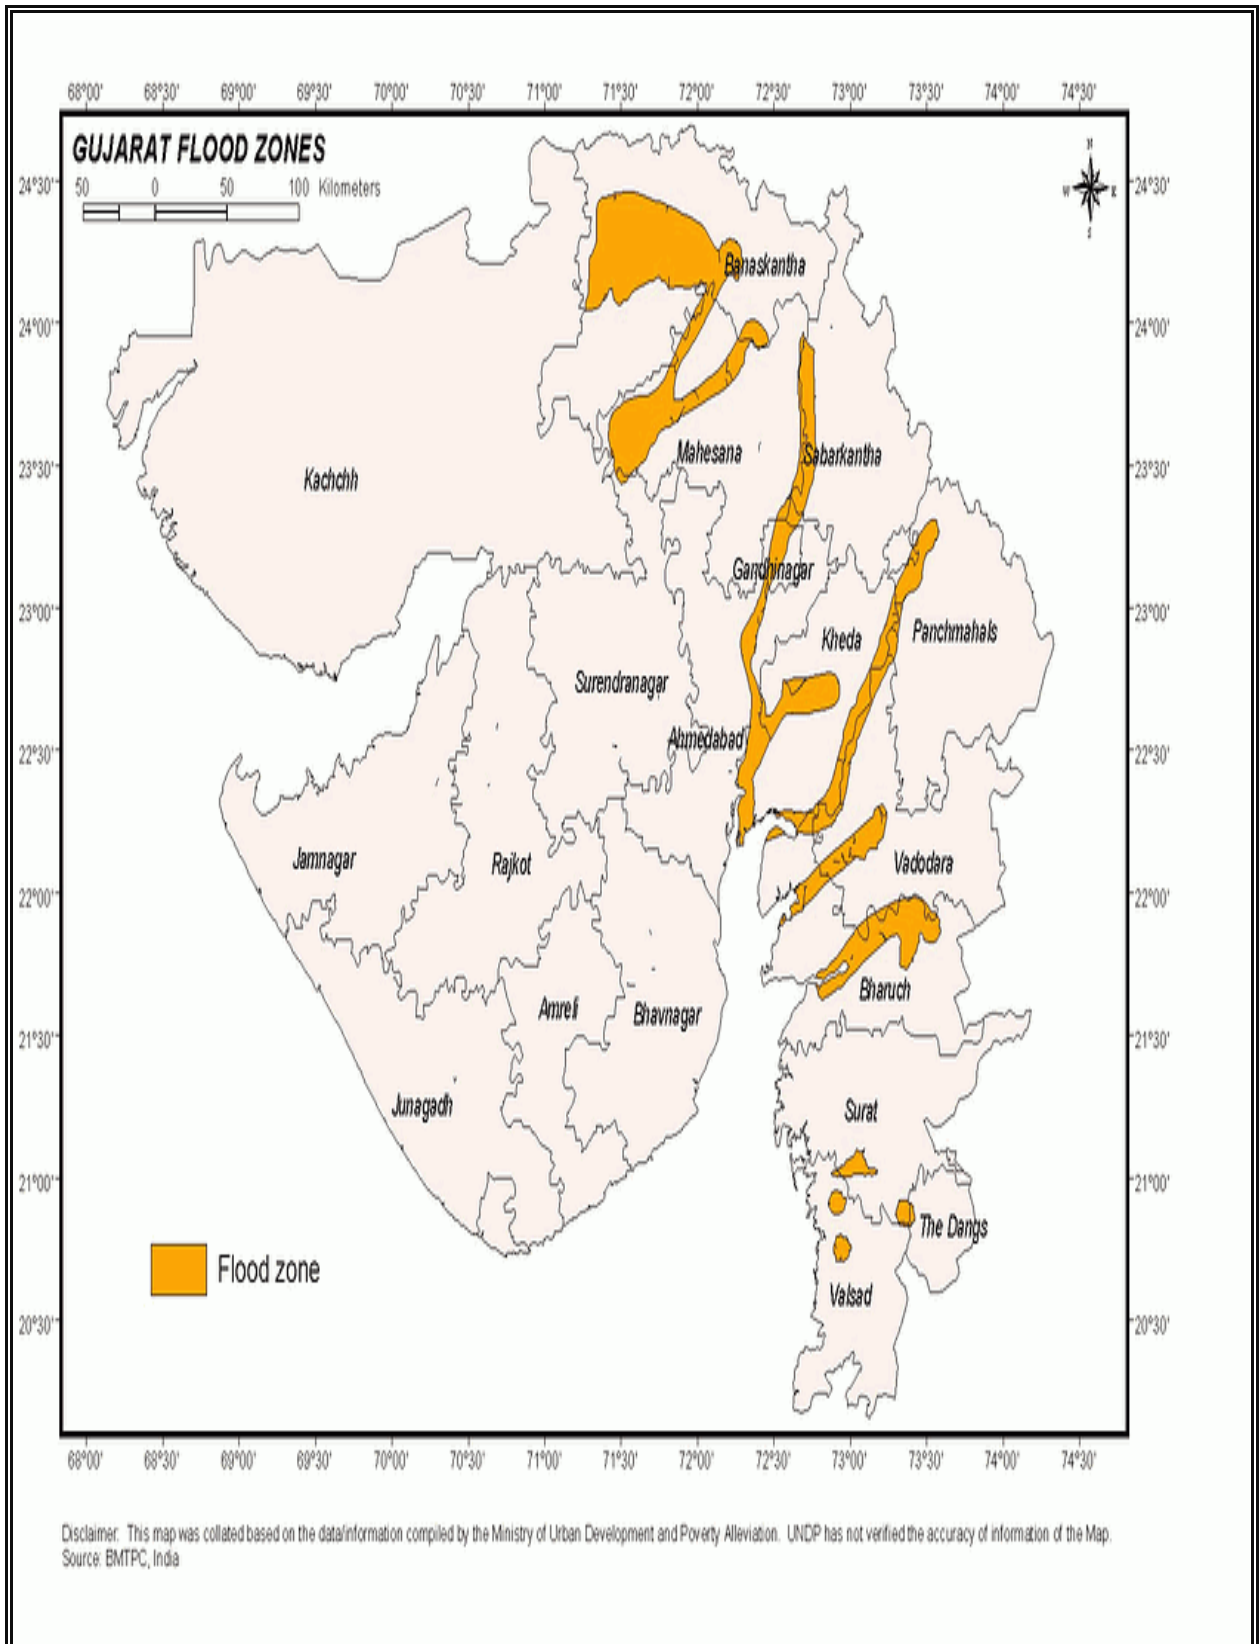 68°00' 68°30' 69°00' 69°30' 70°00' 70°30' 71°00' 71°30' 72°00' 72°30' 73°00' 73°30' 74°00' 74°30'
GUJARAT FLOOD ZONES
50 0 50 100 Kilometers
N
W E
S
24°30' 24°30'
Banaskantha
24°00' 24°00'
Mahesana Sabarkantha
23°30' 23°30'
Kachchh
Gandhinagar
23°00' 23°00'
Kheda Panchmahals
Surendranagar
Ahmedabad
22°30' 22°30'
Jamnagar Rajkot Vadodara
22°00' 22°00'
Bharuch
Amreli Bhavnagar
21°30' 21°30'
Junagadh Surat
21°00' 21°00'
The Dangs
Flood zone
Valsad
20°30' 20°30'
68°00' 68°30' 69°00' 69°30' 70°00' 70°30' 71°00' 71°30' 72°00' 72°30' 73°00' 73°30' 74°00' 74°30'
Disclaimer: This map was collated based on the data/information compiled by the Ministry of Urban Development and Poverty Alleviation. UNDP has not verified the accuracy of information of the Map.
Source: BMTPC, India